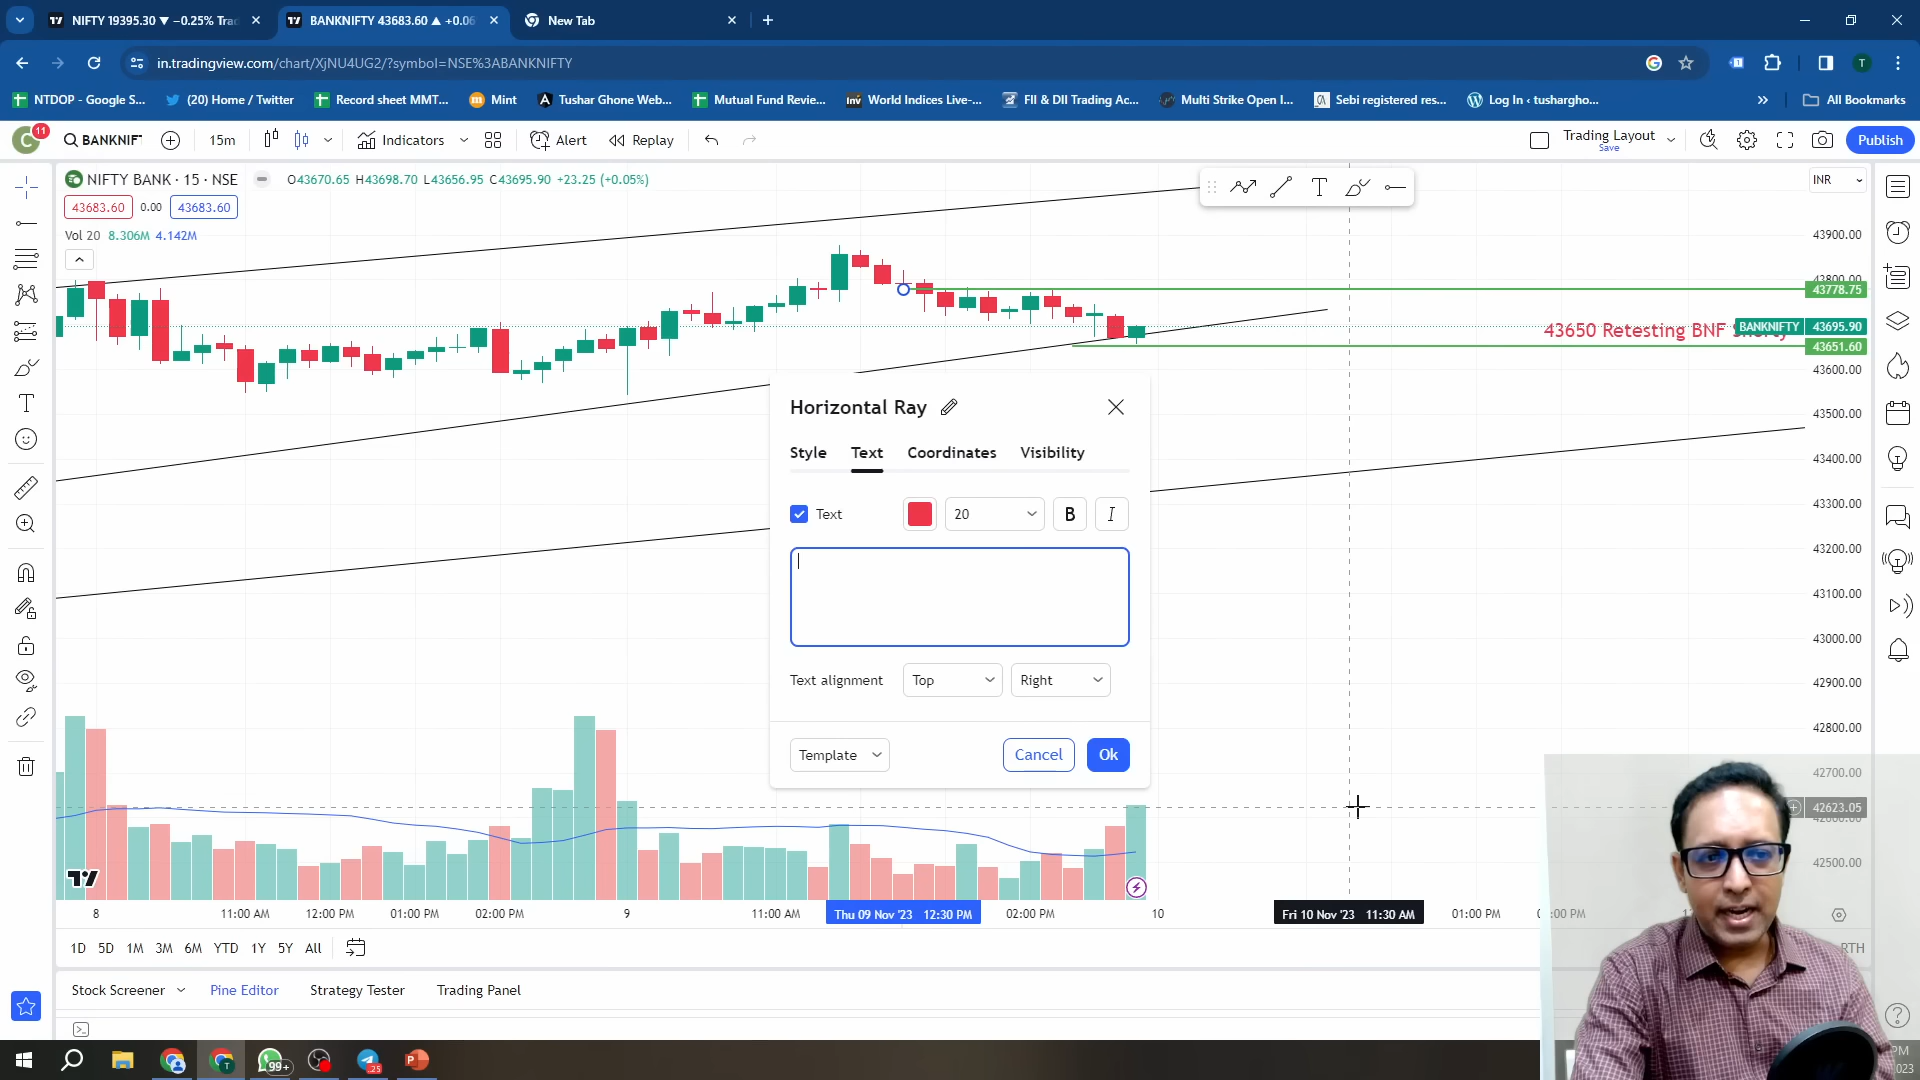 NIFTY 19395.30 ▼ −0.25% Tra
BANKNIFTY 43683.60 ▲ +0.06
New Tab
in.tradingview.com/chart/XjNU4UG2/?symbol=NSE%3ABANKNIFTY
NTDOP - Google S...
(20) Home / Twitter
Record sheet MMT...
Mint
Tushar Ghone Web...
Mutual Fund Revie...
World Indices Live-...
FII & DII Trading Ac...
Multi Strike Open I...
Sebi registered res...
Log In ‹ tushargho...
All Bookmarks
C 11
BANKNIF
15m
Indicators
Alert
Replay
Trading Layout
Save
Publish
NIFTY BANK · 15 · NSE
O43670.65 H43698.70 L43656.95 C43695.90 +23.25 (+0.05%)
INR
43683.60 0.00 43683.60
Vol 20 8.306M 4.142M
43900.00
43800.00
43778.75
43650 Retesting BNF
BANKNIFTY 43695.90
43651.60
43600.00
43500.00
43400.00
43300.00
43200.00
43100.00
43000.00
42900.00
42800.00
42700.00
42623.05
42500.00
Horizontal Ray
Style Text Coordinates Visibility
Text 20 B I
Text alignment Top Right
Template Cancel Ok
8 11:00 AM 12:00 PM 01:00 PM 02:00 PM 9 11:00 AM Thu 09 Nov '23 12:30 PM 02:00 PM 10 Fri 10 Nov '23 11:30 AM 01:00 PM
1D 5D 1M 3M 6M YTD 1Y 5Y All
RTH
Stock Screener Pine Editor Strategy Tester Trading Panel
99+
25